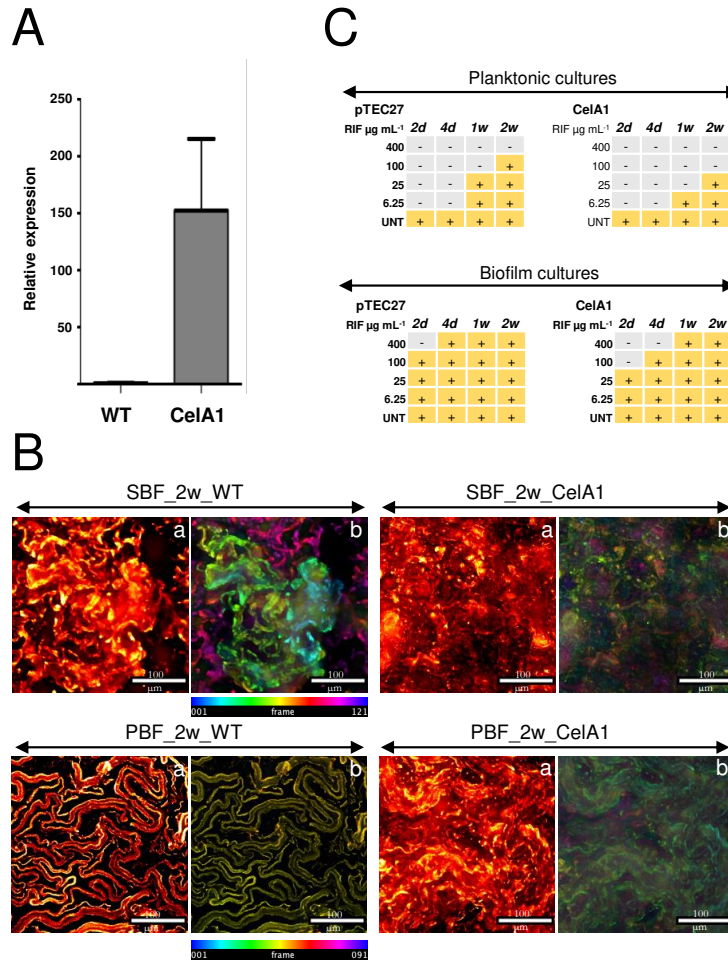 A
Relative expression
250
200
150
100
50
WT CelA1
C
Planktonic cultures
pTEC27
RIF µg mL-1 2d 4d 1w 2w
400 - - - -
100 - - - +
25 - - + +
6.25 - - + +
UNT + + + +
CelA1
RIF µg mL-1 2d 4d 1w 2w
400 - - - -
100 - - - -
25 - - - +
6.25 - - + +
UNT + + + +
Biofilm cultures
pTEC27
RIF µg mL-1 2d 4d 1w 2w
400 - + + +
100 + + + +
25 + + + +
6.25 + + + +
UNT + + + +
CelA1
RIF µg mL-1 2d 4d 1w 2w
400 - - + +
100 - + + +
25 + + + +
6.25 + + + +
UNT + + + +
B
SBF_2w_WT
a
100
µm
b
100
µm
001 frame 121
SBF_2w_CelA1
a
100
µm
b
100
µm
PBF_2w_WT
a
100
µm
b
100
µm
001 frame 091
PBF_2w_CelA1
a
100
µm
b
100
µm